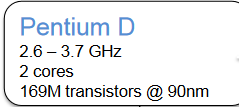 Pentium D
2.6 – 3.7 GHz
2 cores
169M transistors @ 90nm